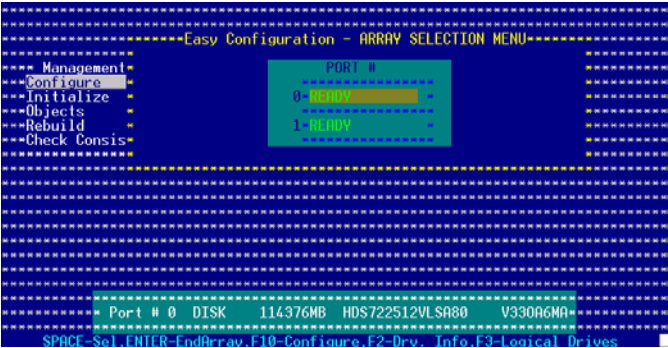 Easy Configuration - ARRAY SELECTION MENU
Management
PORT #
Configure
Initialize
0 READY
Objects
Rebuild
1 READY
Check Consis
Port # 0 DISK 114376MB HDS722512VLSA80 V33OA6MA
SPACE-Sel,ENTER-EndArray,F10-Configure,F2-Drv. Info,F3-Logical Drives